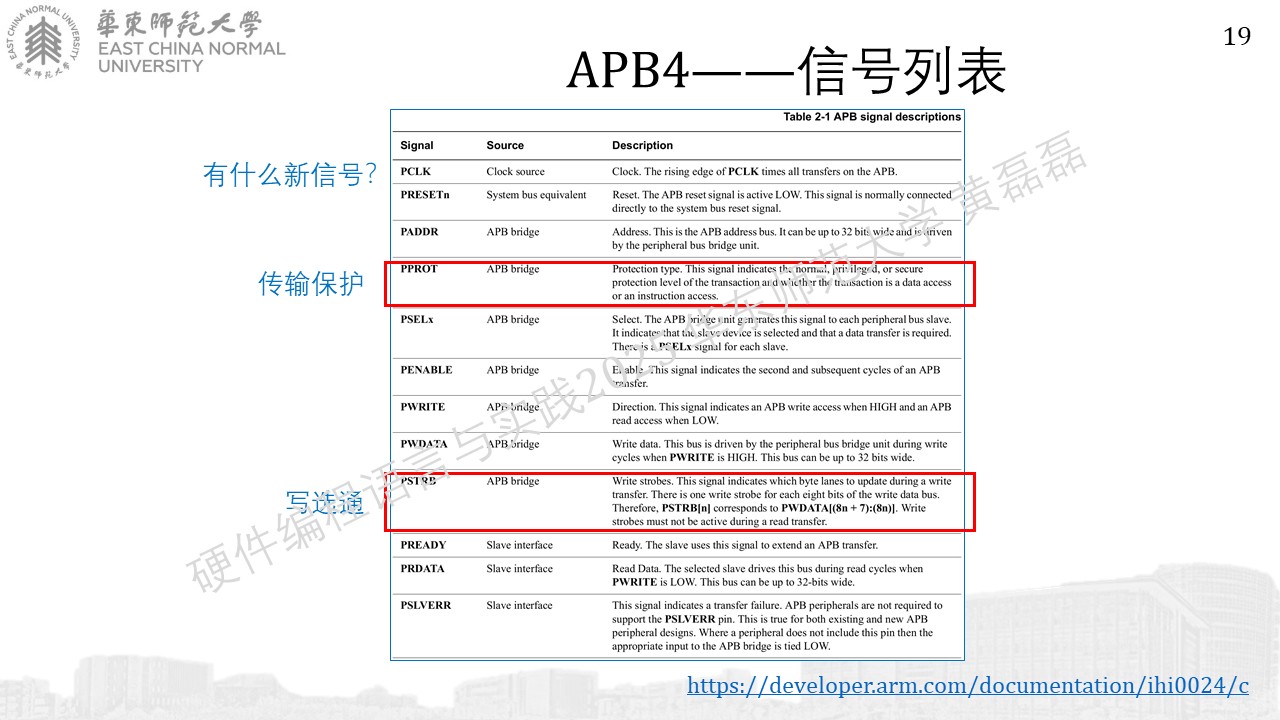 華東師範大學
EAST CHINA NORMAL
UNIVERSITY
EAST CHINA NORMAL UNIVERSITY
華東師範大學
19
APB4——信号列表
有什么新信号?
传输保护
写选通
Table 2-1 APB signal descriptions
Signal Source Description
PCLK Clock source Clock. The rising edge of PCLK times all transfers on the APB.
PRESETn System bus equivalent Reset. The APB reset signal is active LOW. This signal is normally connected
directly to the system bus reset signal.
PADDR APB bridge Address. This is the APB address bus. It can be up to 32 bits wide and is driven
by the peripheral bus bridge unit.
PPROT APB bridge Protection type. This signal indicates the normal, privileged, or secure
protection level of the transaction and whether the transaction is a data access
or an instruction access.
PSELx APB bridge Select. The APB bridge unit generates this signal to each peripheral bus slave.
It indicates that the slave device is selected and that a data transfer is required.
There is a PSELx signal for each slave.
PENABLE APB bridge Enable. This signal indicates the second and subsequent cycles of an APB
transfer.
PWRITE APB bridge Direction. This signal indicates an APB write access when HIGH and an APB
read access when LOW.
PWDATA APB bridge Write data. This bus is driven by the peripheral bus bridge unit during write
cycles when PWRITE is HIGH. This bus can be up to 32 bits wide.
PSTRB APB bridge Write strobes. This signal indicates which byte lanes to update during a write
transfer. There is one write strobe for each eight bits of the write data bus.
Therefore, PSTRB[n] corresponds to PWDATA[(8n + 7):(8n)]. Write
strobes must not be active during a read transfer.
PREADY Slave interface Ready. The slave uses this signal to extend an APB transfer.
PRDATA Slave interface Read Data. The selected slave drives this bus during read cycles when
PWRITE is LOW. This bus can be up to 32-bits wide.
PSLVERR Slave interface This signal indicates a transfer failure. APB peripherals are not required to
support the PSLVERR pin. This is true for both existing and new APB
peripheral designs. Where a peripheral does not include this pin then the
appropriate input to the APB bridge is tied LOW.
硬件编程语言与实践2025 华东师范大学 黄磊磊
https://developer.arm.com/documentation/ihi0024/c